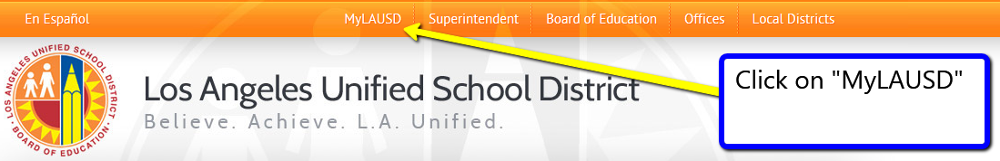 En Español MyLAUSD Superintendent Board of Education Offices Local Districts
LOS ANGELES UNIFIED SCHOOL DISTRICT
BOARD OF EDUCATION
Los Angeles Unified School District
Believe. Achieve. L.A. Unified.
Click on "MyLAUSD"